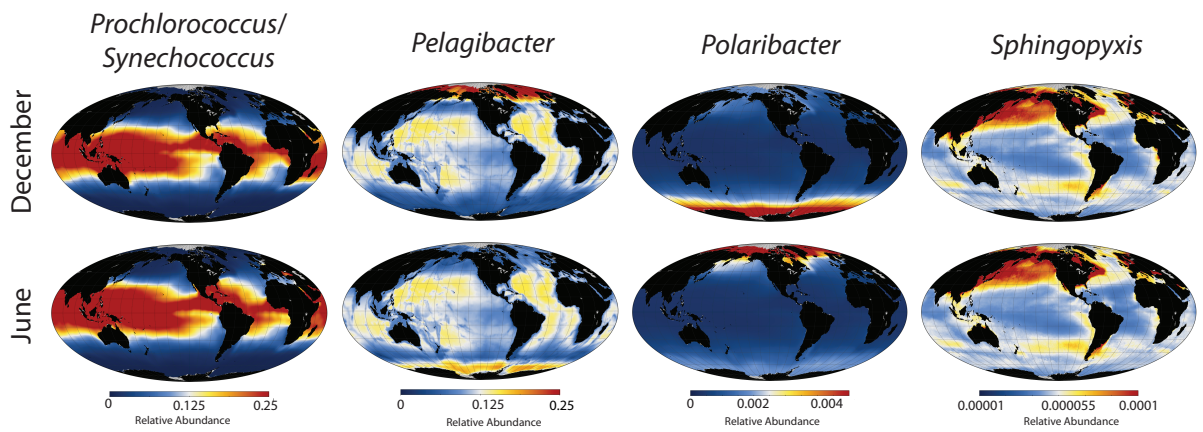 Prochlorococcus/
Synechococcus
Pelagibacter
Polaribacter
Sphingopyxis
December
June
0 0.125 0.25
Relative Abundance
0 0.125 0.25
Relative Abundance
0 0.002 0.004
Relative Abundance
0.00001 0.000055 0.0001
Relative Abundance